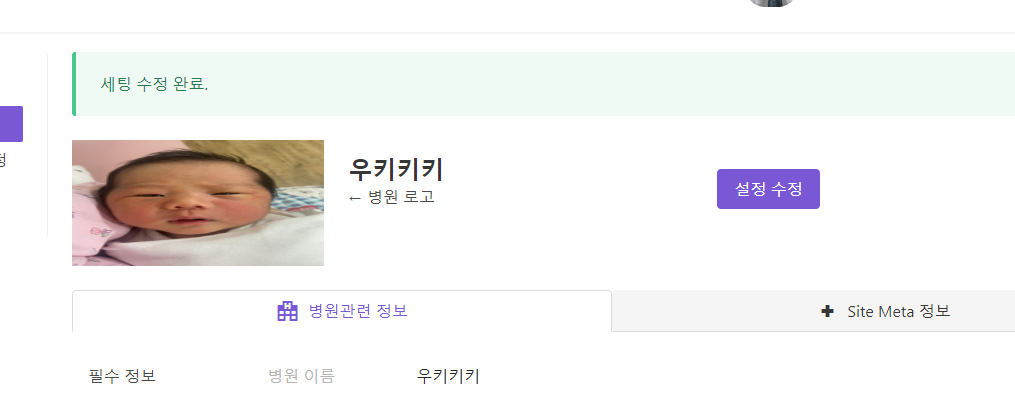 세팅 수정 완료.
정
우키키키
← 병원 로고
설정 수정
병원관련 정보
Site Meta 정보
필수 정보 병원 이름 우키키키